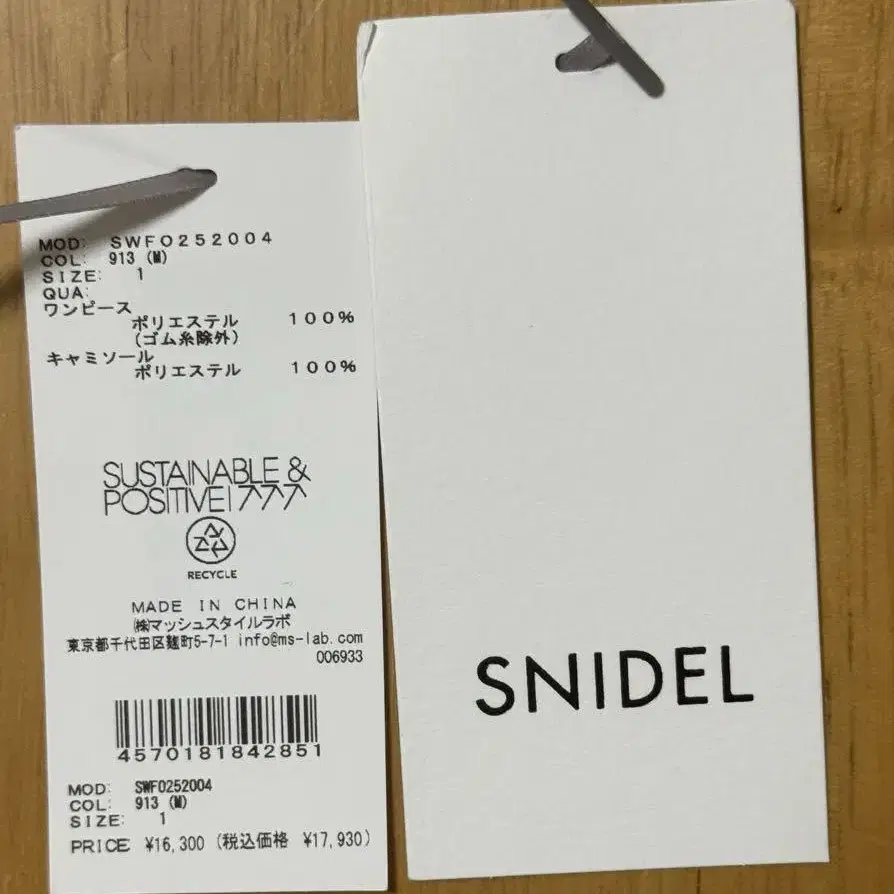 MOD: SWFO252004
COL: 913 (M)
SIZE: 1
QUA:
ワンピース
ポリエステル 100%
(ゴム糸除外)
キャミソール
ポリエステル 100%
SUSTAINABLE &
POSITIVE!
RECYCLE
MADE IN CHINA
㈱マッシュスタイルラボ
東京都千代田区麹町5-7-1 info@ms-lab.com
006933
4570181842851
MOD: SWFO252004
COL: 913 (M)
SIZE: 1
PRICE ¥16,300 (税込価格 ¥17,930)
SNIDEL